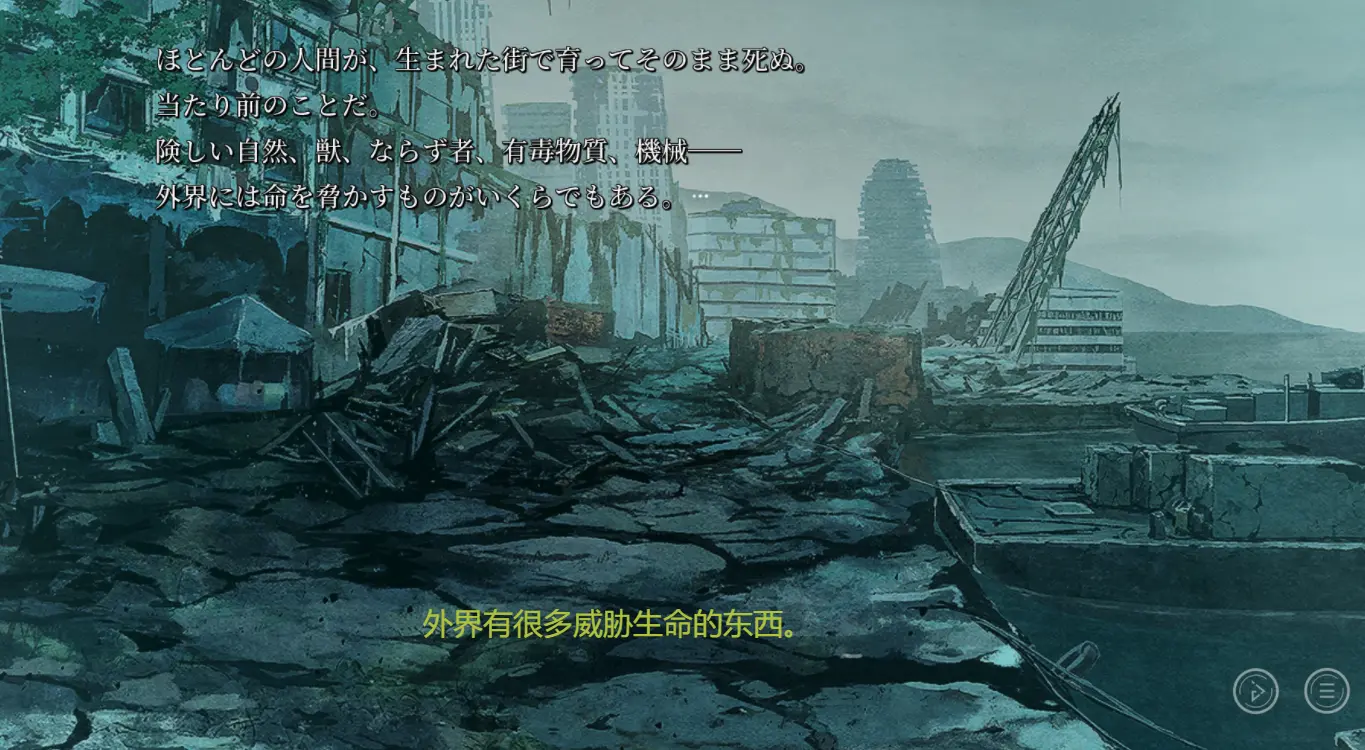 ほとんどの人間が、生まれた街で育ってそのまま死ぬ。
当たり前のことだ。
険しい自然、獣、ならず者、有毒物質、機械――
外界には命を脅かすものがいくらでもある。
外界有很多威胁生命的东西。